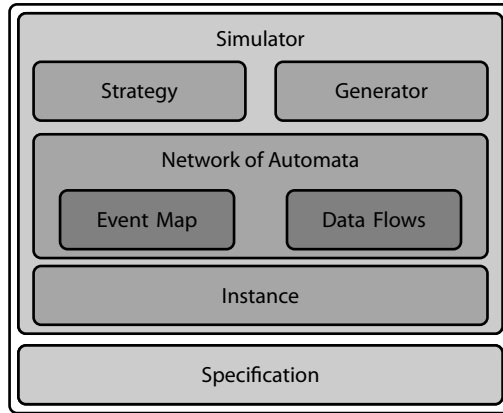 Simulator
Strategy
Generator
Network of Automata
Event Map
Data Flows
Instance
Specification